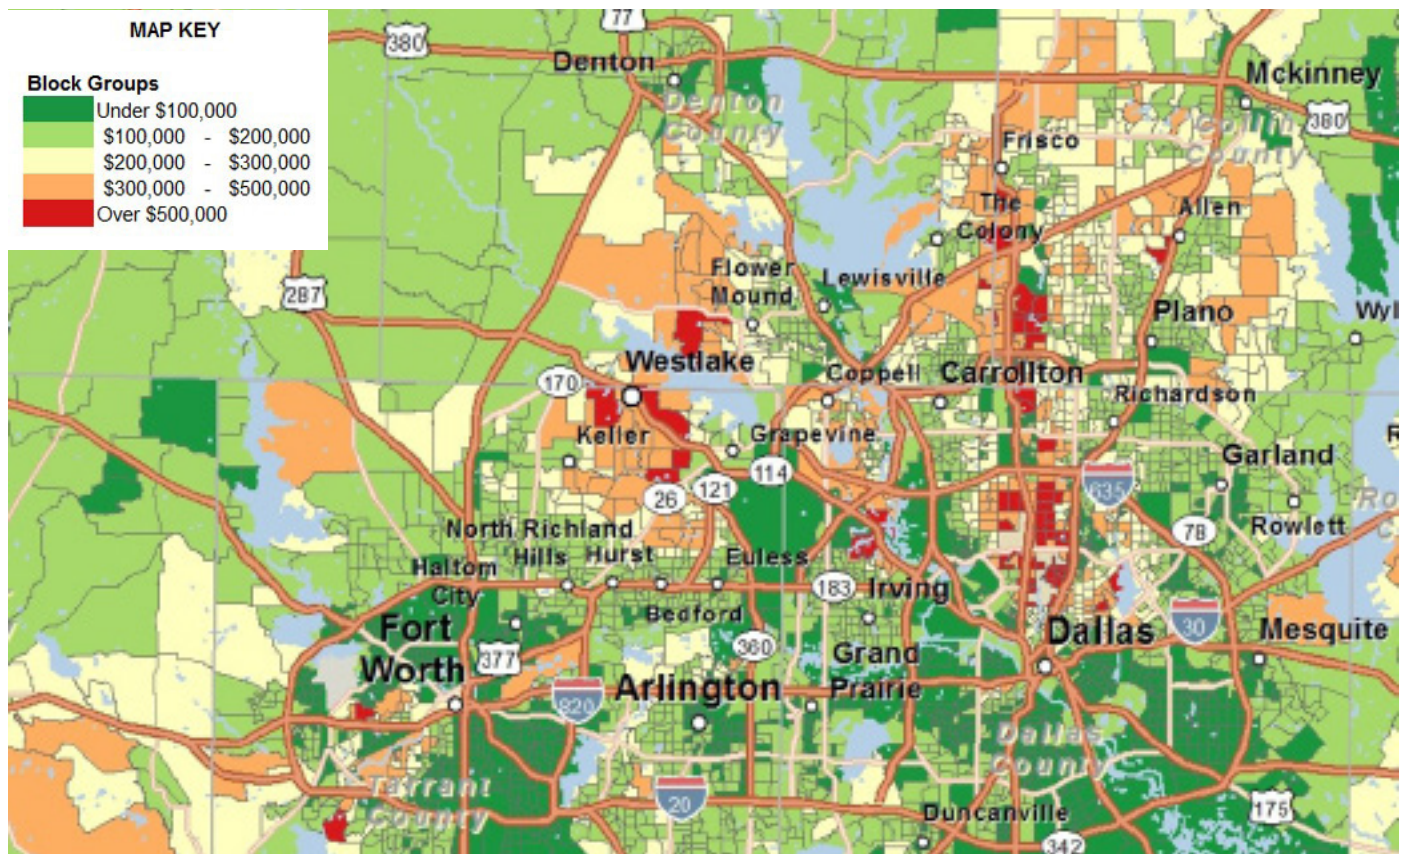 MAP KEY
Block Groups
Under $100,000
$100,000 - $200,000
$200,000 - $300,000
$300,000 - $500,000
Over $500,000
77
380
Denton
Mckinney
Denton
County
Collin
County
380
Frisco
The
Colony
Allen
Flower
Mound
Lewisville
287
Plano
Wyl
Westlake
170
Coppell
Carrollton
Richardson
Keller
Grapevine
R
Garland
114
26
121
635
Ro
C
North Richland
Hills
Hurst
78
Rowlett
Haltom
City
Euless
183
Irving
Bedford
Fort
Worth
377
360
Grand
Prairie
Dallas
30
Mesquite
820
Arlington
Dallas
County
Tarrant
County
20
Duncanville
175
342